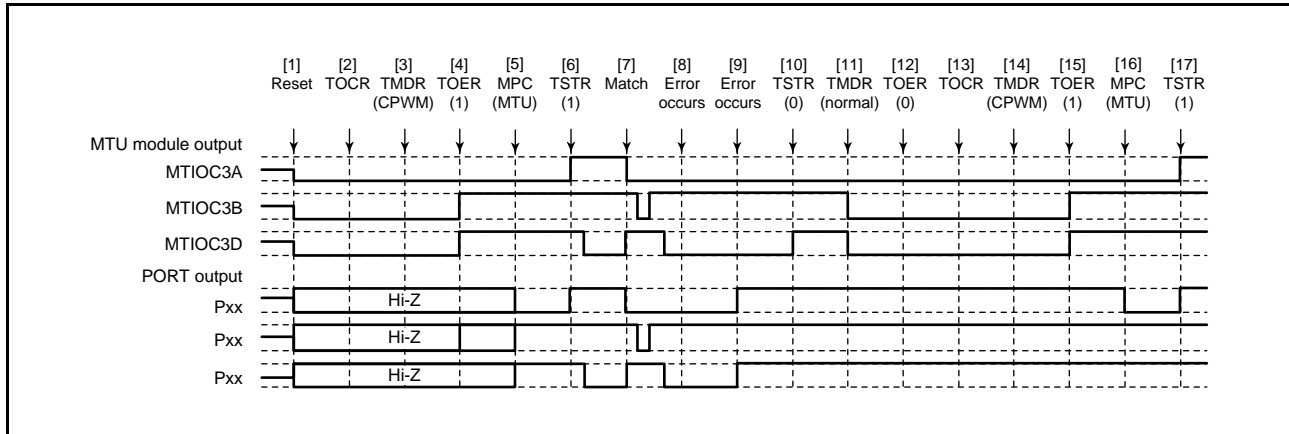 [1] [2] [3] [4] [5] [6] [7] [8] [9] [10] [11] [12] [13] [14] [15] [16] [17]
Reset TOCR TMDR TOER MPC TSTR Match Error Error TSTR TMDR TOER TOCR TMDR TOER MPC TSTR
(CPWM) (1) (MTU) (1) occurs occurs (0) (normal) (0) (CPWM) (1) (MTU) (1)
MTU module output
MTIOC3A
MTIOC3B
MTIOC3D
PORT output
Pxx Hi-Z
Pxx Hi-Z
Pxx Hi-Z